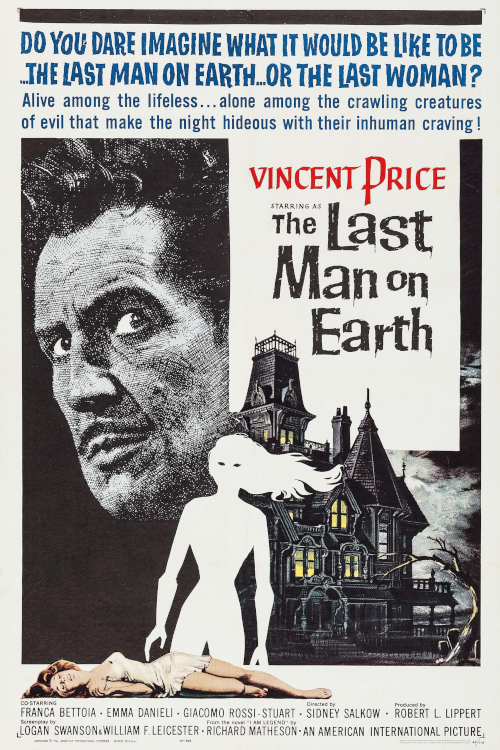 DO YOU DARE IMAGINE WHAT IT WOULD BE LIKE TO BE
...THE LAST MAN ON EARTH...OR THE LAST WOMAN?
Alive among the lifeless...alone among the crawling creatures
of evil that make the night hideous with their inhuman craving!
VINCENT PRICE
STARRING AS
The Last
Man on
Earth
CO-STARRING
FRANCA BETTOIA · EMMA DANIELI · GIACOMO ROSSI-STUART · Directed by SIDNEY SALKOW · Produced by ROBERT L. LIPPERT
Screenplay by LOGAN SWANSON & WILLIAM F. LEICESTER · From the novel "I AM LEGEND" by RICHARD MATHESON · AN AMERICAN INTERNATIONAL PICTURE